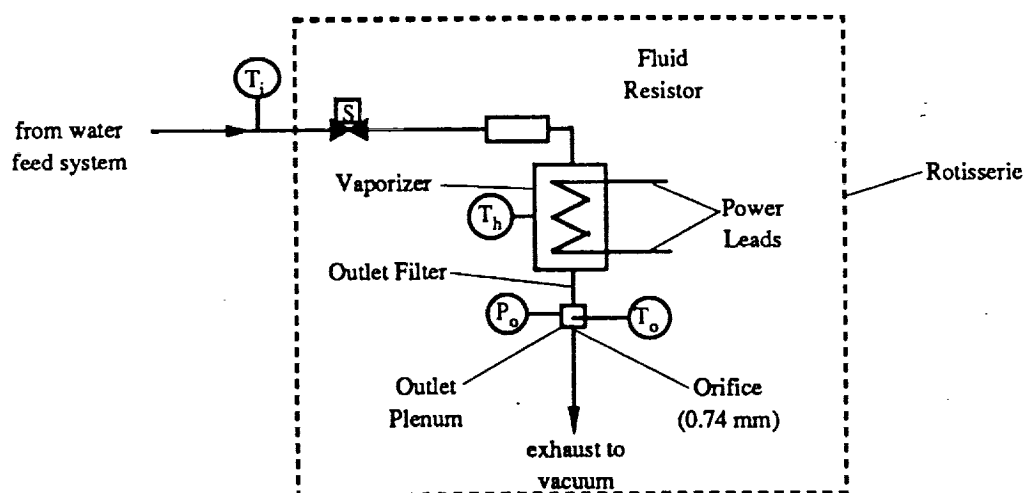 Fluid
Resistor
T_i
S
from water
feed system
Vaporizer
T_h
Rotisserie
Power
Leads
Outlet Filter
P_o
T_o
Outlet
Plenum
Orifice
(0.74 mm)
exhaust to
vacuum